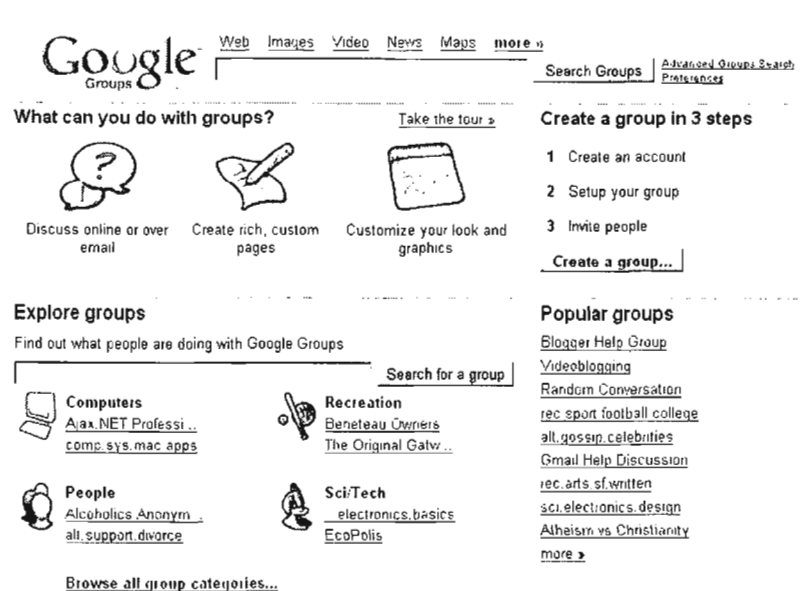 Google
Groups
Web Images Video News Maps more »
Search Groups
Advanced Groups Search
Preferences
What can you do with groups?
Take the tour »
Discuss online or over
email
Create rich, custom
pages
Customize your look and
graphics
Create a group in 3 steps
1 Create an account
2 Setup your group
3 Invite people
Create a group...
Explore groups
Find out what people are doing with Google Groups
Search for a group
Computers
Ajax.NET Professi ..
comp.sys.mac apps
Recreation
Beneteau Owners
The Original Gatw ..
People
Alcoholics Anonym ..
alt.support.divorce
Sci/Tech
electronics.basics
EcoPolis
Browse all group categories...
Popular groups
Blogger Help Group
Videoblogging
Random Conversation
rec sport football college
alt.gossip.celebrities
Gmail Help Discussion
rec.arts.sf.written
sci.electronics.design
Atheism vs Christianity
more »